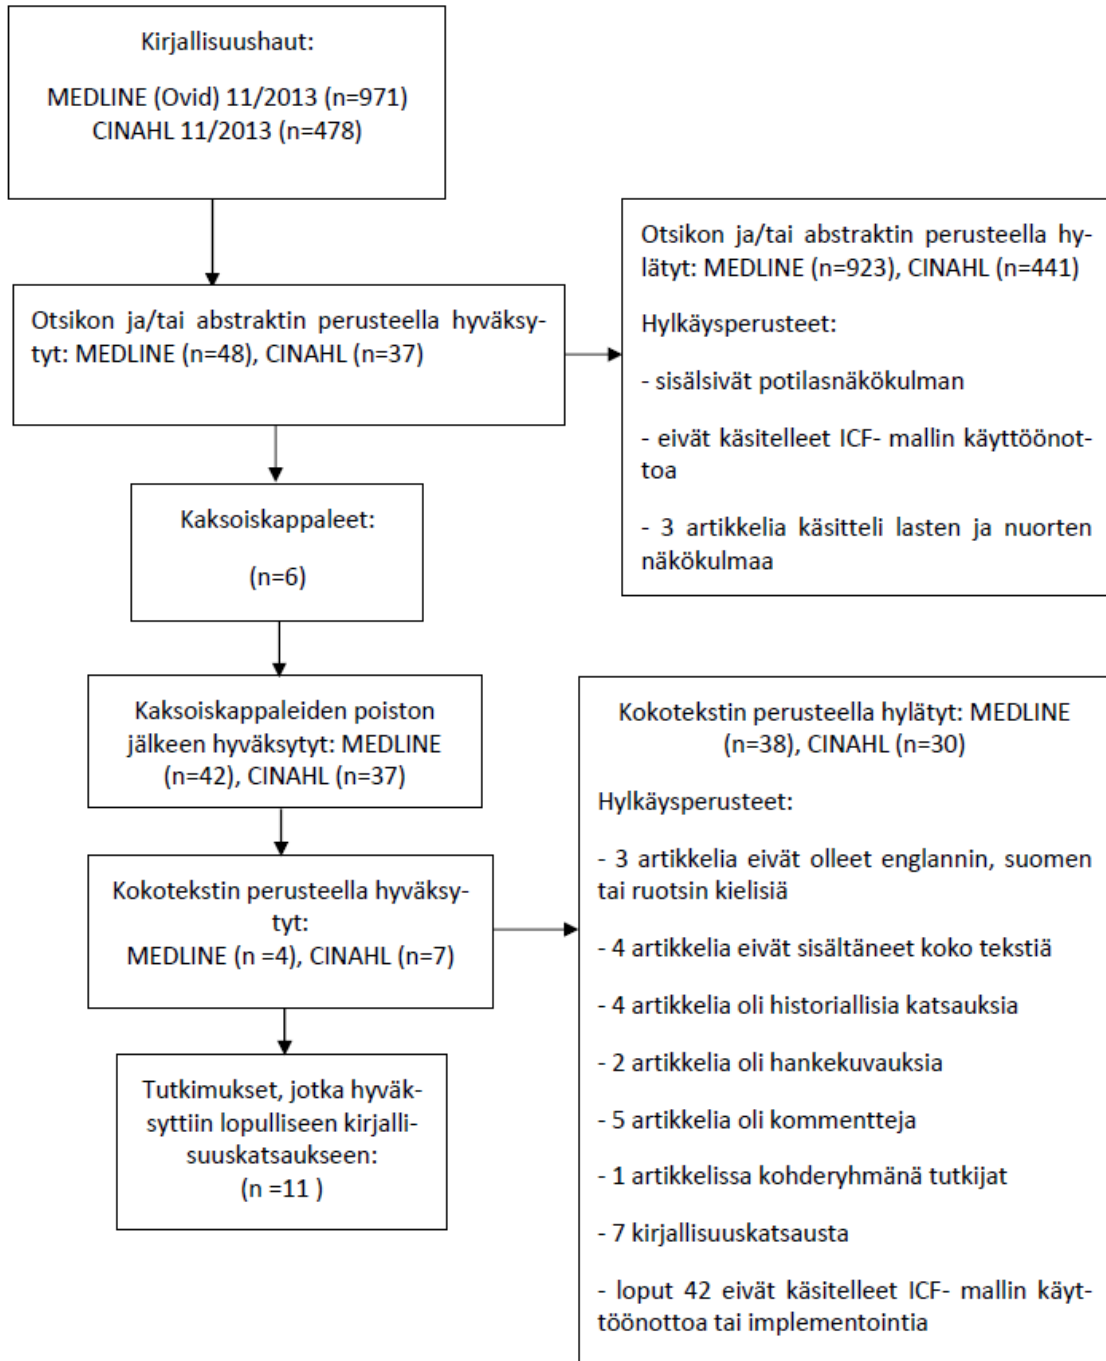 Kirjallisuushaut:
MEDLINE (Ovid) 11/2013 (n=971)
CINAHL 11/2013 (n=478)
Otsikon ja/tai abstraktin perusteella hy-
lätyt: MEDLINE (n=923), CINAHL (n=441)
Hylkäysperusteet:
- sisälsivät potilasnäkökulman
- eivät käsitelleet ICF- mallin käyttöönot-
toa
- 3 artikkelia käsitteli lasten ja nuorten
näkökulmaa
Otsikon ja/tai abstraktin perusteella hyväksy-
tyt: MEDLINE (n=48), CINAHL (n=37)
Kaksoiskappaleet:
(n=6)
Kaksoiskappaleiden poiston
jälkeen hyväksytyt: MEDLINE
(n=42), CINAHL (n=37)
Kokotekstin perusteella hylätyt: MEDLINE
(n=38), CINAHL (n=30)
Hylkäysperusteet:
- 3 artikkelia eivät olleet englannin, suomen
tai ruotsin kielisiä
- 4 artikkelia eivät sisältäneet koko tekstiä
- 4 artikkelia oli historiallisia katsauksia
- 2 artikkelia oli hankekuvauksia
- 5 artikkelia oli kommentteja
- 1 artikkelissa kohderyhmänä tutkijat
- 7 kirjallisuuskatsausta
- loput 42 eivät käsitelleet ICF- mallin käyt-
töönottoa tai implementointia
Kokotekstin perusteella hyväksy-
tyt:
MEDLINE (n =4), CINAHL (n=7)
Tutkimukset, jotka hyväk-
syttiin lopulliseen kirjalli-
suuskatsaukseen:
(n =11 )